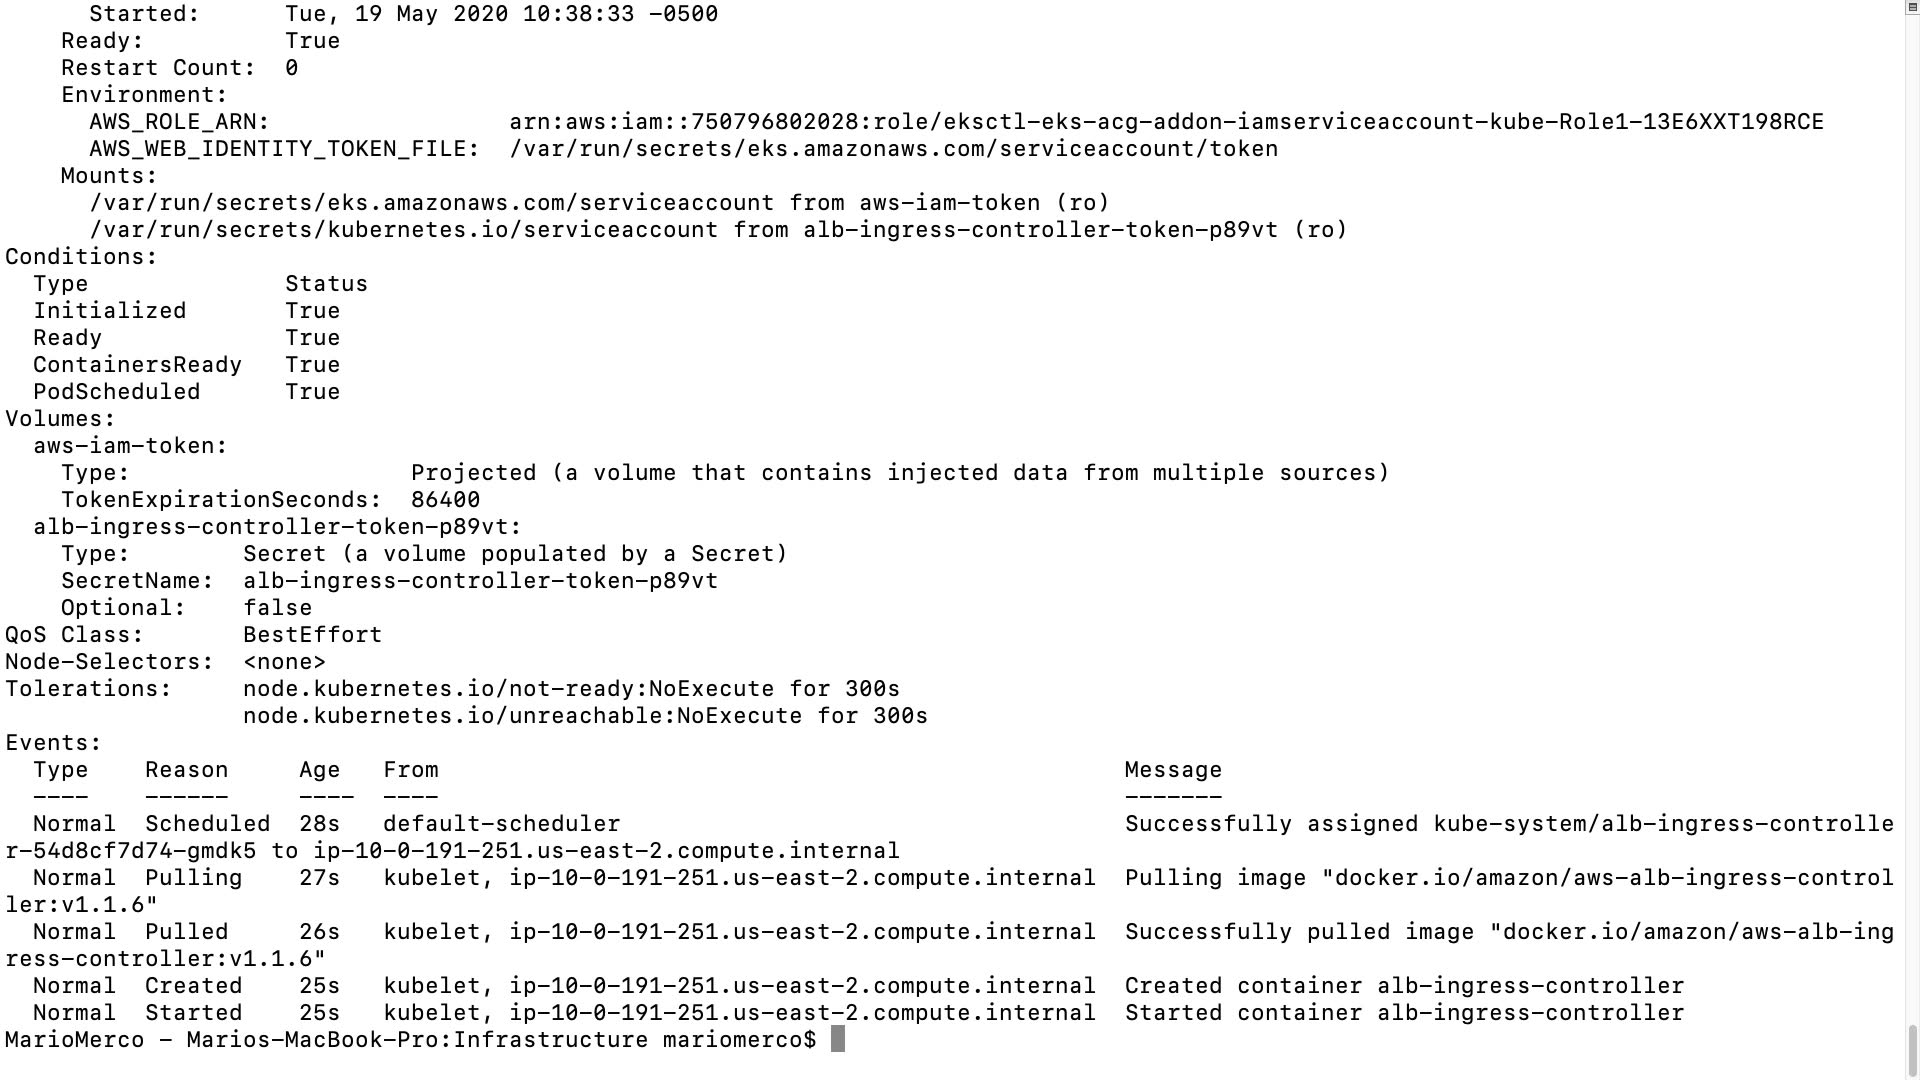 Started:      Tue, 19 May 2020 10:38:33 -0500
Ready:          True
Restart Count:  0
Environment:
AWS_ROLE_ARN:                 arn:aws:iam::750796802028:role/eksctl-eks-acg-addon-iamserviceaccount-kube-Role1-13E6XXT198RCE
AWS_WEB_IDENTITY_TOKEN_FILE:  /var/run/secrets/eks.amazonaws.com/serviceaccount/token
Mounts:
/var/run/secrets/eks.amazonaws.com/serviceaccount from aws-iam-token (ro)
/var/run/secrets/kubernetes.io/serviceaccount from alb-ingress-controller-token-p89vt (ro)
Conditions:
Type              Status
Initialized       True
Ready             True
ContainersReady   True
PodScheduled      True
Volumes:
aws-iam-token:
Type:                    Projected (a volume that contains injected data from multiple sources)
TokenExpirationSeconds:  86400
alb-ingress-controller-token-p89vt:
Type:        Secret (a volume populated by a Secret)
SecretName:  alb-ingress-controller-token-p89vt
Optional:    false
QoS Class:       BestEffort
Node-Selectors:  <none>
Tolerations:     node.kubernetes.io/not-ready:NoExecute for 300s
node.kubernetes.io/unreachable:NoExecute for 300s
Events:
Type    Reason     Age   From                                                 Message
----    ------     ----  ----                                                 -------
Normal  Scheduled  28s   default-scheduler                                    Successfully assigned kube-system/alb-ingress-controlle
r-54d8cf7d74-gmdk5 to ip-10-0-191-251.us-east-2.compute.internal
Normal  Pulling    27s   kubelet, ip-10-0-191-251.us-east-2.compute.internal  Pulling image "docker.io/amazon/aws-alb-ingress-control
ler:v1.1.6"
Normal  Pulled     26s   kubelet, ip-10-0-191-251.us-east-2.compute.internal  Successfully pulled image "docker.io/amazon/aws-alb-ing
ress-controller:v1.1.6"
Normal  Created    25s   kubelet, ip-10-0-191-251.us-east-2.compute.internal  Created container alb-ingress-controller
Normal  Started    25s   kubelet, ip-10-0-191-251.us-east-2.compute.internal  Started container alb-ingress-controller
MarioMerco - Marios-MacBook-Pro:Infrastructure mariomerco$